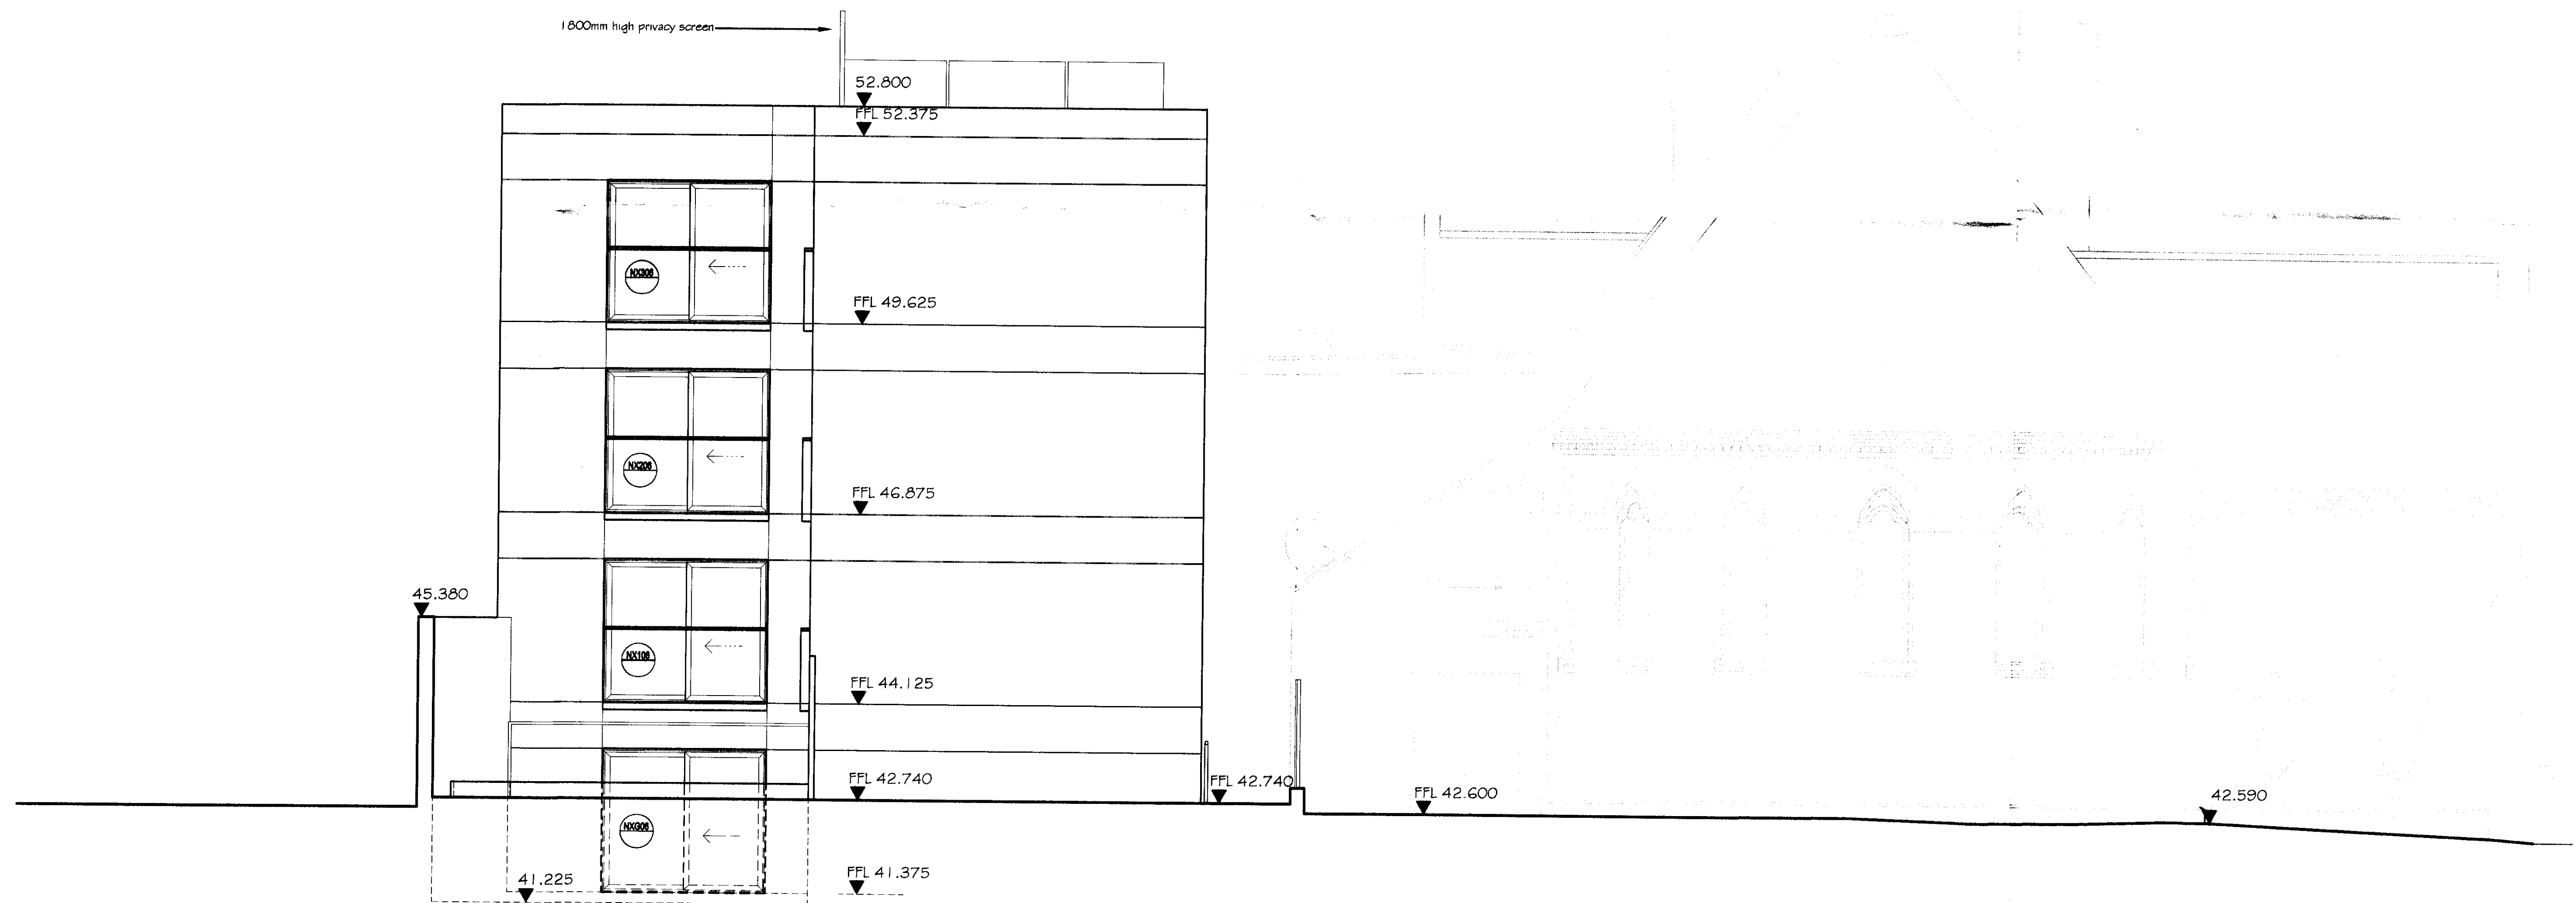 1800mm high privacy screen
52.800
FFL 52.375
NX306
FFL 49.625
NX206
FFL 46.875
45.380
NX106
FFL 44.125
FFL 42.740
FFL 42.740
FFL 42.600
42.590
NXG06
41.225
FFL 41.375